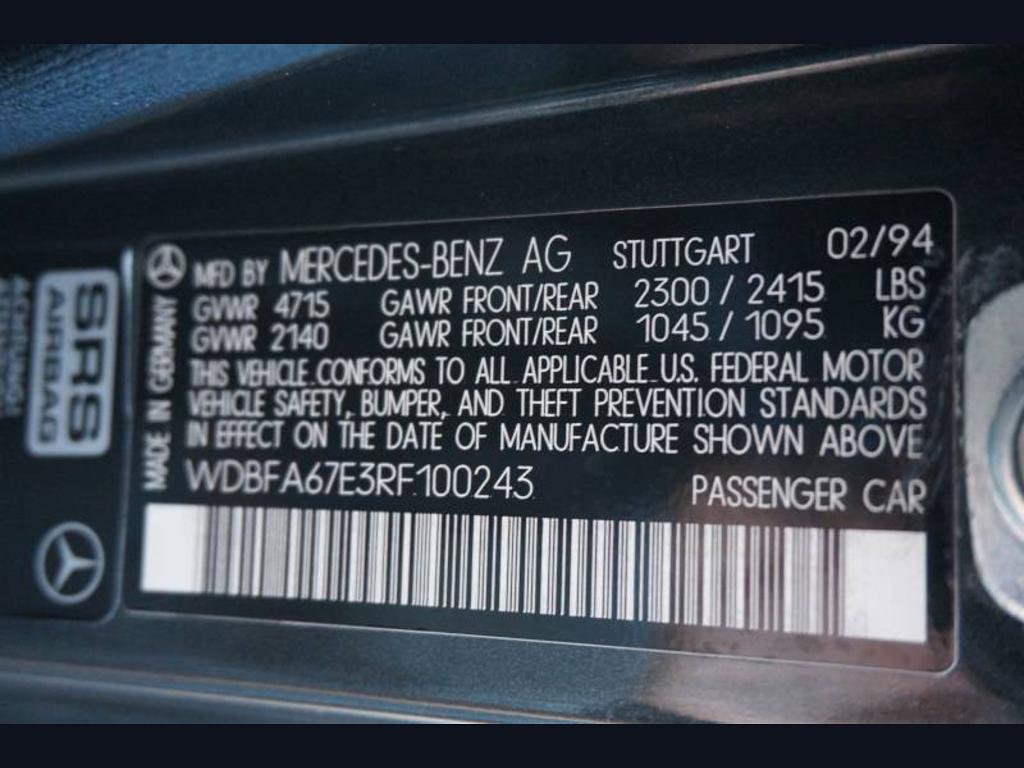 MFD BY MERCEDES-BENZ AG STUTTGART 02/94
GVWR 4715 GAWR FRONT/REAR 2300 / 2415 LBS
GVWR 2140 GAWR FRONT/REAR 1045 / 1095 KG
THIS VEHICLE CONFORMS TO ALL APPLICABLE U.S. FEDERAL MOTOR
VEHICLE SAFETY, BUMPER, AND THEFT PREVENTION STANDARDS
IN EFFECT ON THE DATE OF MANUFACTURE SHOWN ABOVE
WDBFA67E3RF100243 PASSENGER CAR
MADE IN GERMANY
SRS
AIRBAG